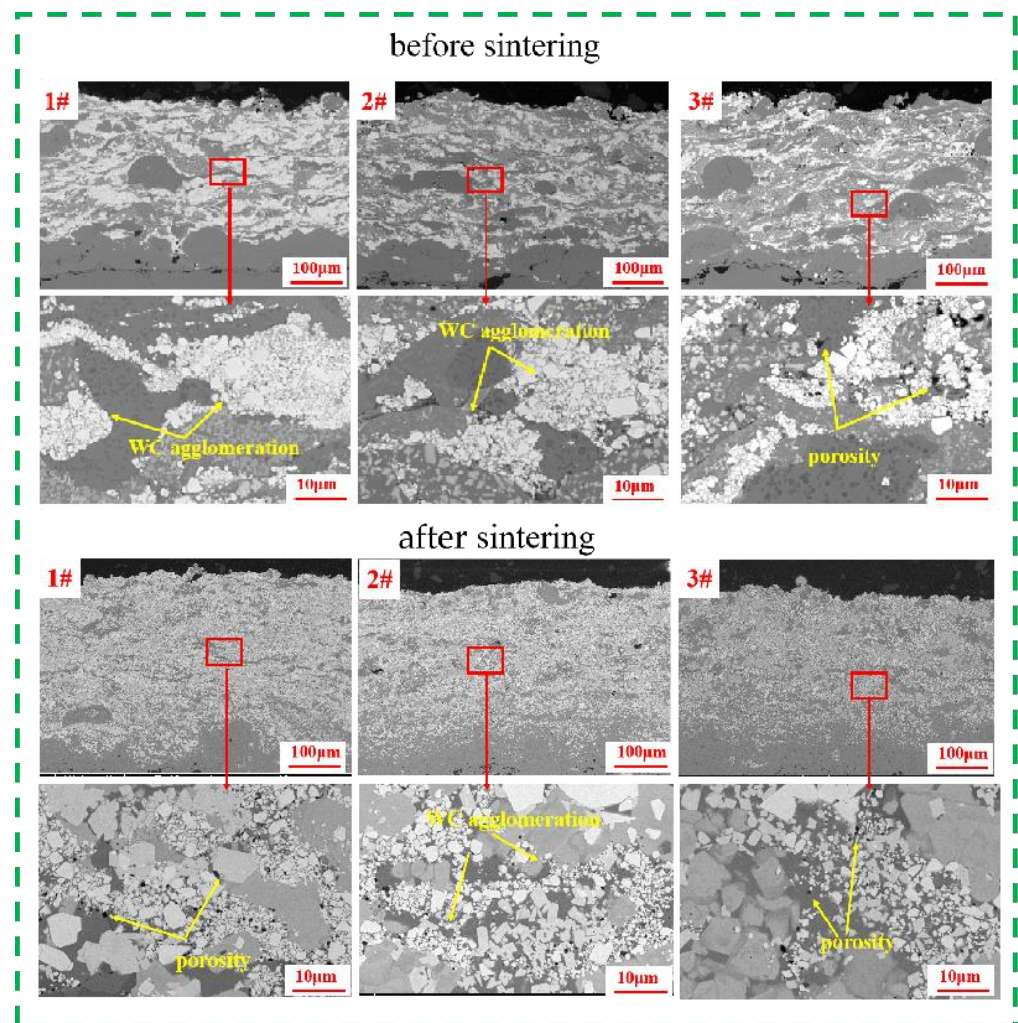 before sintering
1#
2#
3#
100μm
100μm
100μm
WC agglomeration
WC agglomeration
porosity
10μm
10μm
10μm
after sintering
1#
2#
3#
100μm
100μm
100μm
porosity
WC agglomeration
porosity
10μm
10μm
10μm